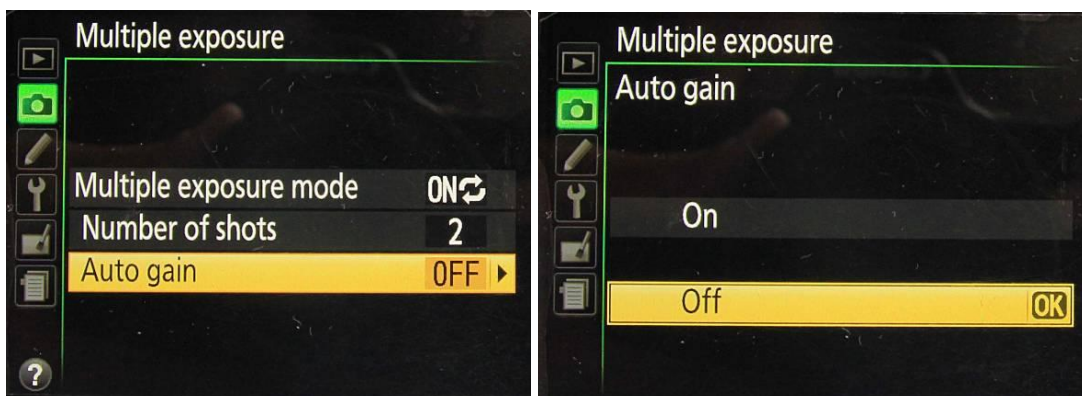 Multiple exposure
Multiple exposure mode ON
Number of shots 2
Auto gain OFF
?
Multiple exposure
Auto gain
On
Off OK